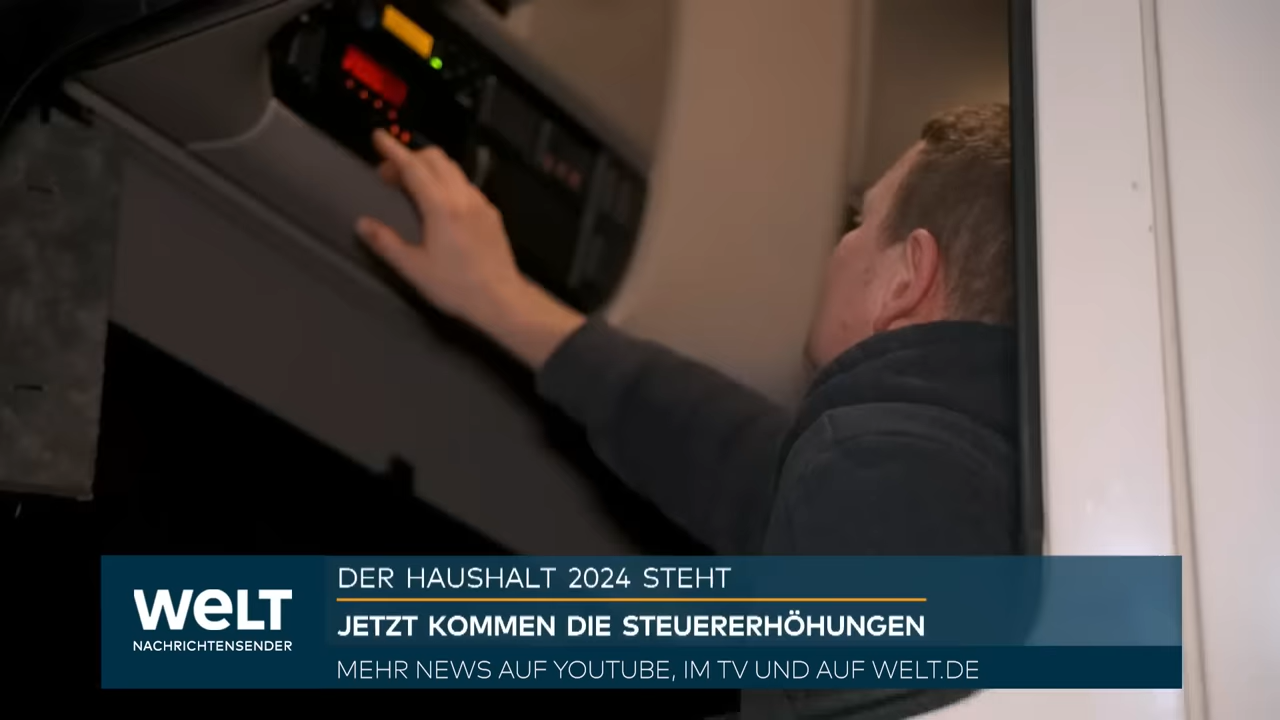 DER HAUSHALT 2024 STEHT
WELT
NACHRICHTENSENDER
JETZT KOMMEN DIE STEUERERHÖHUNGEN
MEHR NEWS AUF YOUTUBE, IM TV UND AUF WELT.DE